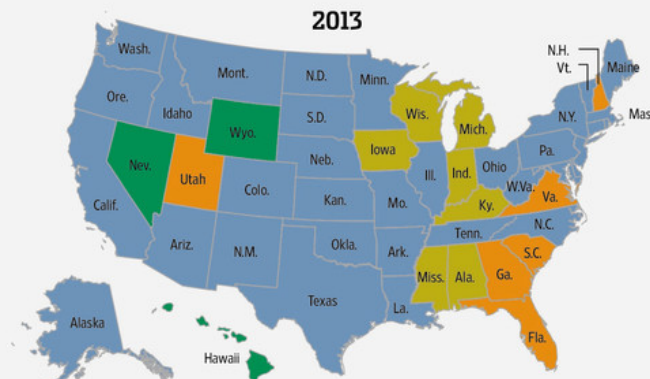 2013
N.H.
Vt.
Maine
Wash.
Mont.
N.D.
Minn.
Ore.
Idaho
S.D.
Wis.
Mich.
N.Y.
Mas
Wyo.
Iowa
Neb.
Pa.
Nev.
Utah
Colo.
Ill.
Ind.
Ohio
W.Va.
Va.
Calif.
Kan.
Mo.
Ky.
N.C.
Tenn.
Ariz.
N.M.
Okla.
Ark.
S.C.
Miss.
Ala.
Ga.
Texas
La.
Alaska
Fla.
Hawaii